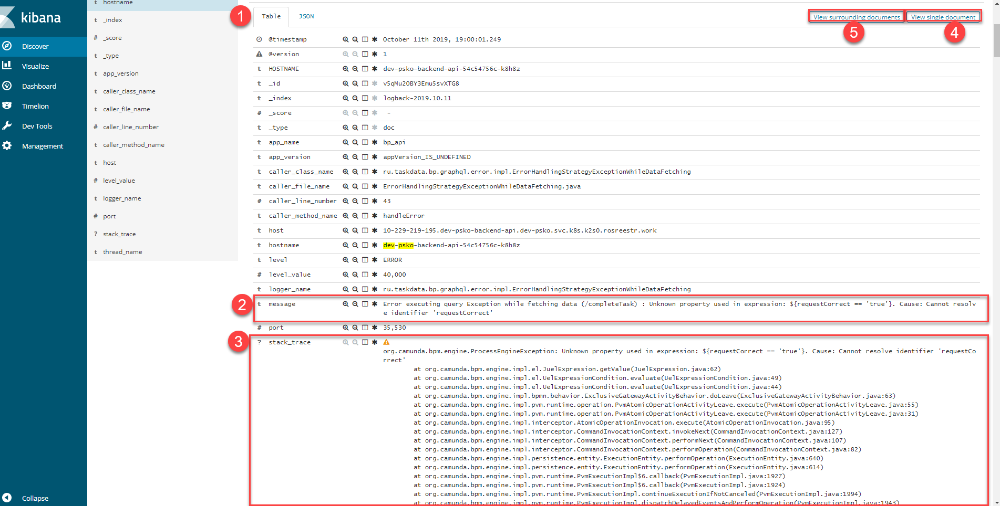 kibana
Discover
Visualize
Dashboard
Timelion
Dev Tools
Management
Collapse
t hostname
t _index
# _score
t _type
t app_version
t caller_class_name
t caller_file_name
# caller_line_number
t caller_method_name
t host
# level_value
t logger_name
# port
? stack_trace
t thread_name
1
Table JSON
View surrounding documents View single document
5 4
@timestamp October 11th 2019, 19:00:01.249
@version 1
t HOSTNAME dev-psko-backend-api-54c54756c-k8h8z
t _id v5qMu20BY3Emu5svXTG8
t _index logback-2019.10.11
# _score -
t _type doc
t app_name bp_api
t app_version appVersion_IS_UNDEFINED
t caller_class_name ru.taskdata.bp.graphql.error.impl.ErrorHandlingStrategyExceptionWhileDataFetching
t caller_file_name ErrorHandlingStrategyExceptionWhileDataFetching.java
# caller_line_number 43
t caller_method_name handleError
t host 10-229-219-195.dev-psko-backend-api.dev-psko.svc.k8s.k2s0.rosreestr.work
t hostname dev-psko-backend-api-54c54756c-k8h8z
t level ERROR
# level_value 40,000
t logger_name ru.taskdata.bp.graphql.error.impl.ErrorHandlingStrategyExceptionWhileDataFetching
2
t message Error executing query Exception while fetching data (/completeTask) : Unknown property used in expression: ${requestCorrect == 'true'}. Cause: Cannot resolv
e identifier 'requestCorrect'
# port 35,530
3
? stack_trace
org.camunda.bpm.engine.ProcessEngineException: Unknown property used in expression: ${requestCorrect == 'true'}. Cause: Cannot resolve identifier 'requestCo
rrect'
at org.camunda.bpm.engine.impl.el.JuelExpression.getValue(JuelExpression.java:62)
at org.camunda.bpm.engine.impl.el.UelExpressionCondition.evaluate(UelExpressionCondition.java:49)
at org.camunda.bpm.engine.impl.el.UelExpressionCondition.evaluate(UelExpressionCondition.java:44)
at org.camunda.bpm.engine.impl.bpmn.behavior.ExclusiveGatewayActivityBehavior.doLeave(ExclusiveGatewayActivityBehavior.java:63)
at org.camunda.bpm.engine.impl.pvm.runtime.operation.PvmAtomicOperationActivityLeave.execute(PvmAtomicOperationActivityLeave.java:55)
at org.camunda.bpm.engine.impl.pvm.runtime.operation.PvmAtomicOperationActivityLeave.execute(PvmAtomicOperationActivityLeave.java:31)
at org.camunda.bpm.engine.impl.interceptor.AtomicOperationInvocation.execute(AtomicOperationInvocation.java:95)
at org.camunda.bpm.engine.impl.interceptor.CommandInvocationContext.invokeNext(CommandInvocationContext.java:127)
at org.camunda.bpm.engine.impl.interceptor.CommandInvocationContext.performNext(CommandInvocationContext.java:107)
at org.camunda.bpm.engine.impl.interceptor.CommandInvocationContext.performOperation(CommandInvocationContext.java:82)
at org.camunda.bpm.engine.impl.persistence.entity.ExecutionEntity.performOperation(ExecutionEntity.java:640)
at org.camunda.bpm.engine.impl.persistence.entity.ExecutionEntity.performOperation(ExecutionEntity.java:614)
at org.camunda.bpm.engine.impl.pvm.runtime.PvmExecutionImpl$6.callback(PvmExecutionImpl.java:1927)
at org.camunda.bpm.engine.impl.pvm.runtime.PvmExecutionImpl$6.callback(PvmExecutionImpl.java:1924)
at org.camunda.bpm.engine.impl.pvm.runtime.PvmExecutionImpl.continueExecutionIfNotCanceled(PvmExecutionImpl.java:1994)
at org.camunda.bpm.engine.impl.pvm.runtime.PvmExecutionImpl.dispatchDelayedEventsAndPerformOperation(PvmExecutionImpl.java:1943)